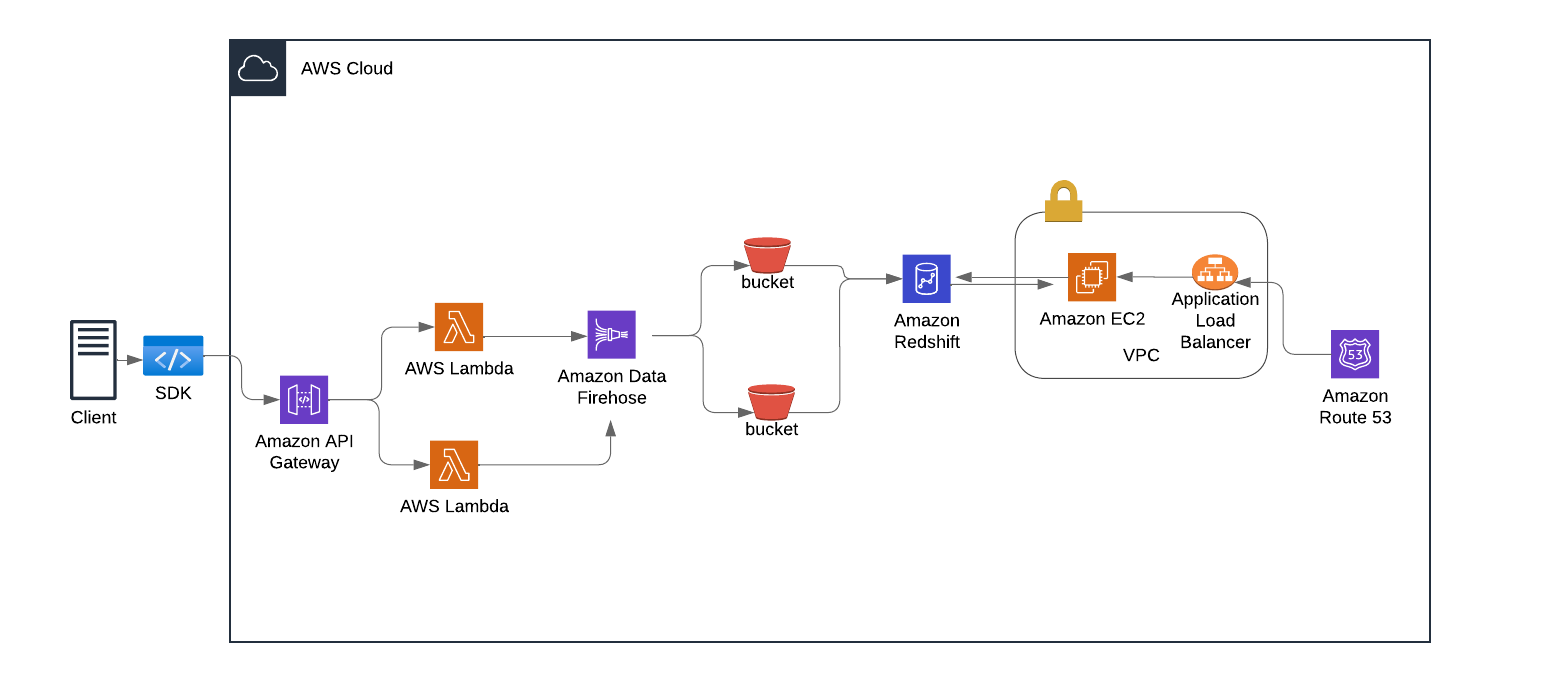 AWS Cloud
Client
SDK
Amazon API
Gateway
AWS Lambda
AWS Lambda
Amazon Data
Firehose
bucket
bucket
Amazon
Redshift
Amazon EC2
VPC
Application
Load
Balancer
53
Amazon
Route 53